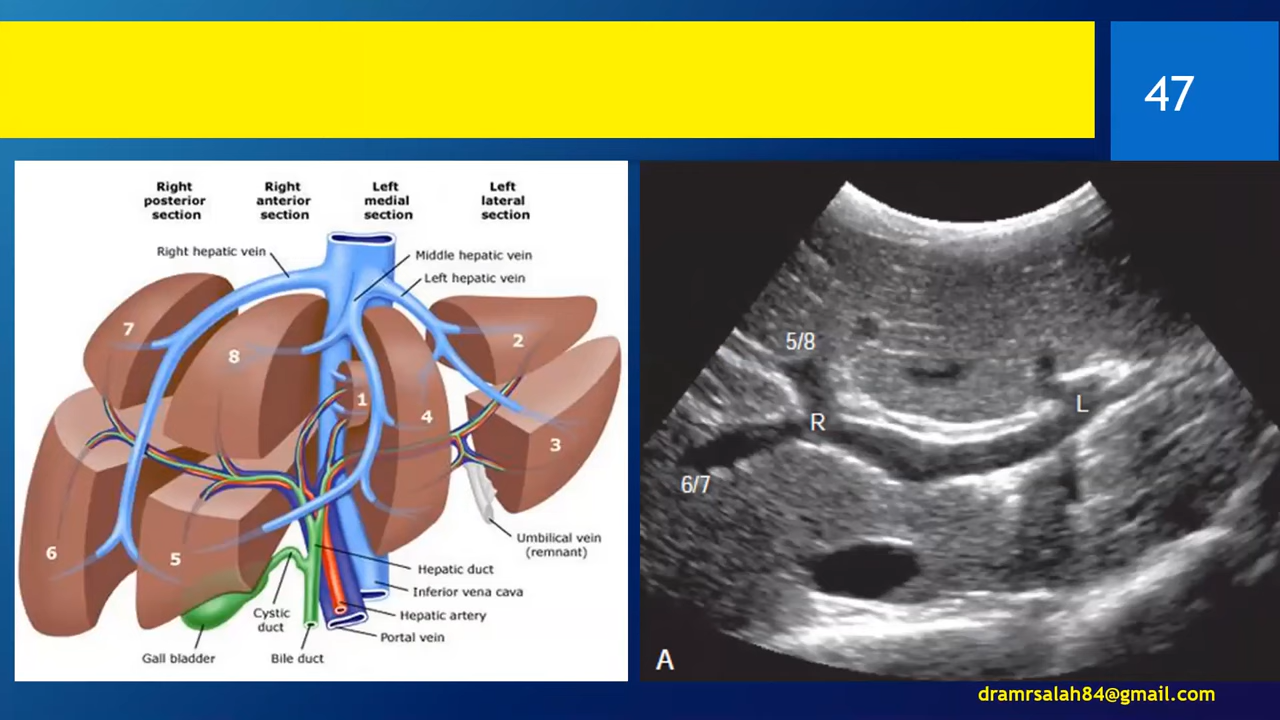 47
Right
posterior
section
Right
anterior
section
Left
medial
section
Left
lateral
section
Right hepatic vein
Middle hepatic vein
Left hepatic vein
7
8
2
1
4
3
6
5
Umbilical vein
(remnant)
Hepatic duct
Inferior vena cava
Hepatic artery
Portal vein
Cystic
duct
Gall bladder
Bile duct
5/8
R
L
6/7
A
dramrsalah84@gmail.com